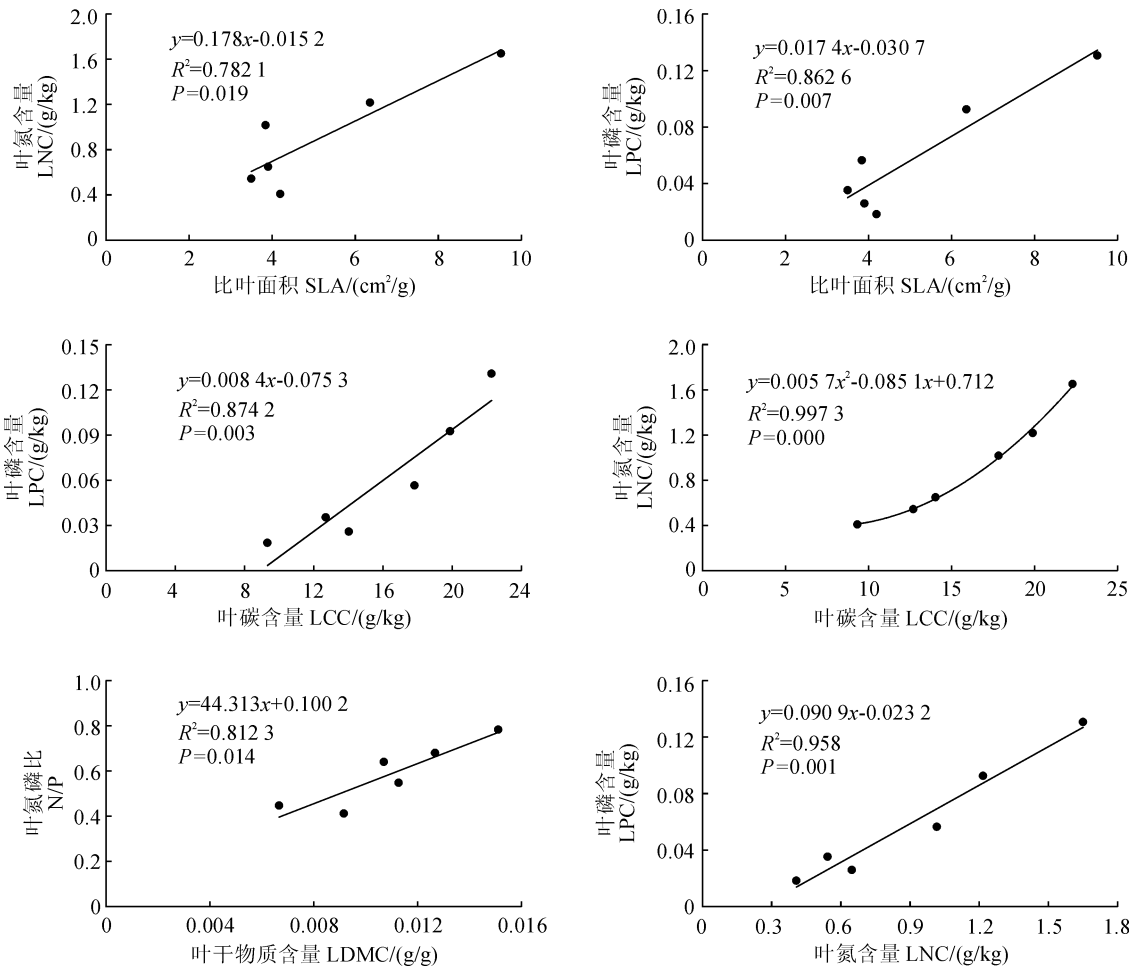 2.0
1.6
1.2
0.8
0.4
0
叶氮含量
LNC/(g/kg)
y=0.178x-0.015 2
R²=0.782 1
P=0.019
0
2
4
6
8
10
比叶面积 SLA/(cm²/g)
0.16
0.12
0.08
0.04
0
叶磷含量
LPC/(g/kg)
y=0.017 4x-0.030 7
R²=0.862 6
P=0.007
0
2
4
6
8
10
比叶面积 SLA/(cm²/g)
0.15
0.12
0.09
0.06
0.03
0
叶磷含量
LPC/(g/kg)
y=0.008 4x-0.075 3
R²=0.874 2
P=0.003
0
4
8
12
16
20
24
叶碳含量 LCC/(g/kg)
2.0
1.6
1.2
0.8
0.4
0
叶氮含量
LNC/(g/kg)
y=0.005 7x²-0.085 1x+0.712
R²=0.997 3
P=0.000
0
5
10
15
20
25
叶碳含量 LCC/(g/kg)
1.0
0.8
0.6
0.4
0.2
0
叶氮磷比
N/P
y=44.313x+0.100 2
R²=0.812 3
P=0.014
0
0.004
0.008
0.012
0.016
叶干物质含量 LDMC/(g/g)
0.16
0.12
0.08
0.04
0
叶磷含量
LPC/(g/kg)
y=0.090 9x-0.023 2
R²=0.958
P=0.001
0
0.3
0.6
0.9
1.2
1.5
1.8
叶氮含量 LNC/(g/kg)